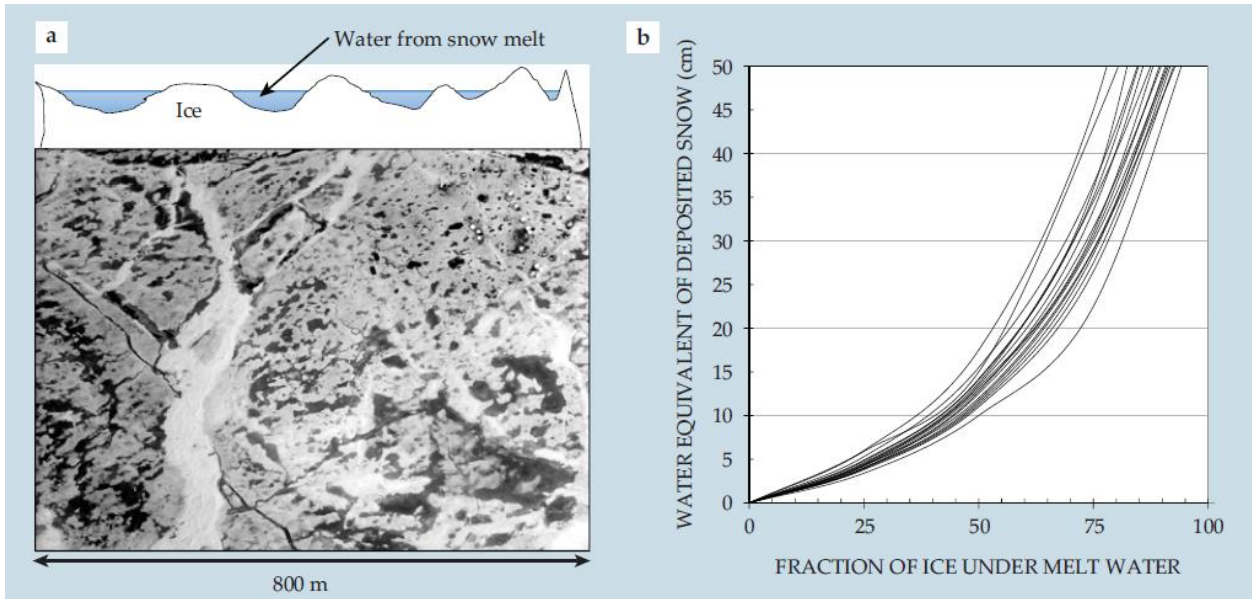 a
Water from snow melt
Ice
800 m
b
WATER EQUIVALENT OF DEPOSITED SNOW (cm)
50
45
40
35
30
25
20
15
10
5
0
0 25 50 75 100
FRACTION OF ICE UNDER MELT WATER